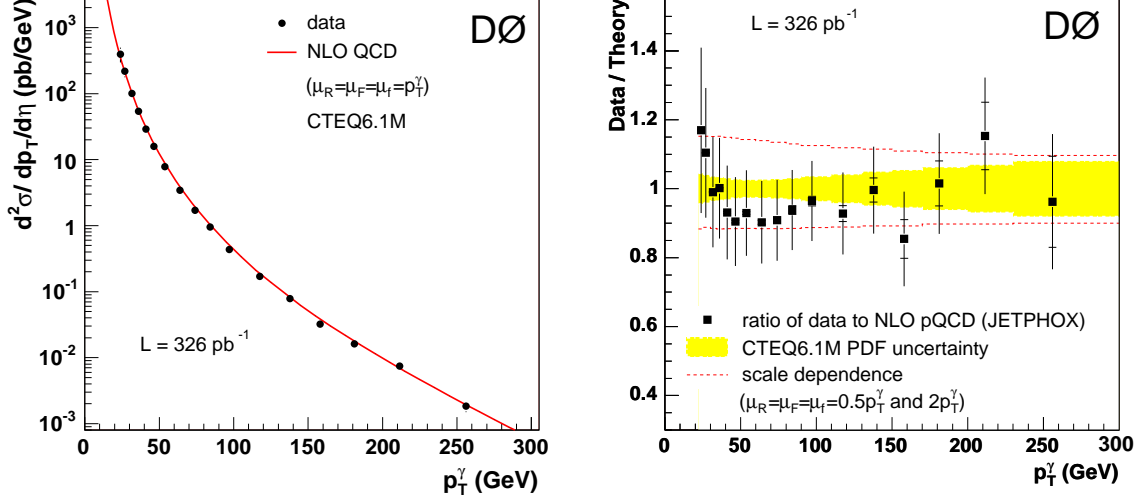 d²σ/ dp_T/dη (pb/GeV)
10³
10²
10
1
10⁻¹
10⁻²
10⁻³
DØ
data
NLO QCD
(μ_R=μ_F=μ_f=p_T^γ)
CTEQ6.1M
L = 326 pb⁻¹
0 50 100 150 200 250 300
p_T^γ (GeV)
Data / Theory
1.4
1.2
1
0.8
0.6
0.4
L = 326 pb⁻¹
DØ
ratio of data to NLO pQCD (JETPHOX)
CTEQ6.1M PDF uncertainty
scale dependence
(μ_R=μ_F=μ_f=0.5p_T^γ and 2p_T^γ)
0 50 100 150 200 250 300
p_T^γ (GeV)